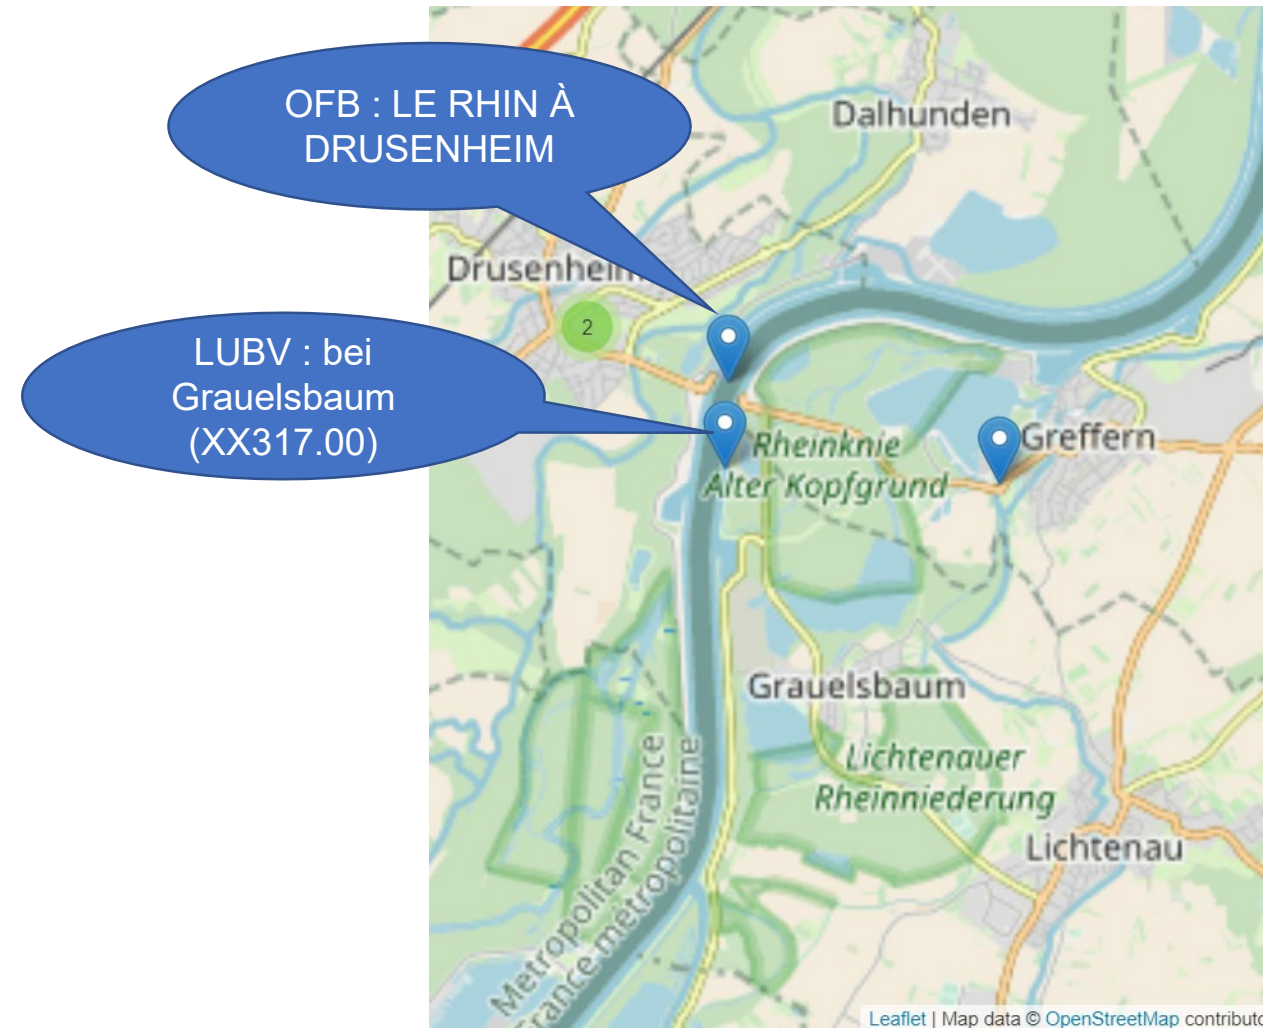 OFB : LE RHIN À
DRUSENHEIM
Dalhunden
Drusenheim
2
LUBV : bei
Grauelsbaum
(XX317.00)
Rheinknie
Alter Kopfgrund
Greffern
Grauelsbaum
Lichtenauer
Rheinniederung
Lichtenau
Metropolitan France
France métropolitaine
Leaflet | Map data © OpenStreetMap contributo